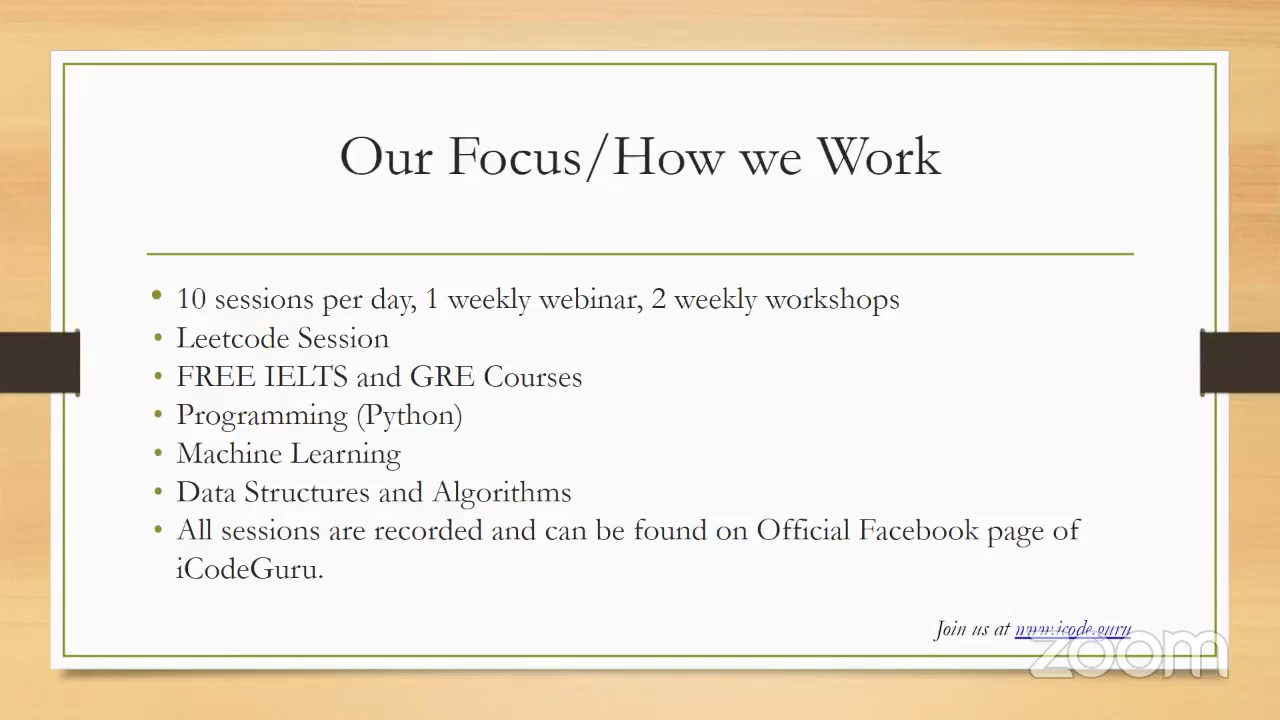 Our Focus/How we Work
10 sessions per day, 1 weekly webinar, 2 weekly workshops
Leetcode Session
FREE IELTS and GRE Courses
Programming (Python)
Machine Learning
Data Structures and Algorithms
All sessions are recorded and can be found on Official Facebook page of
iCodeGuru.
Join us at www.icode.guru
zoom